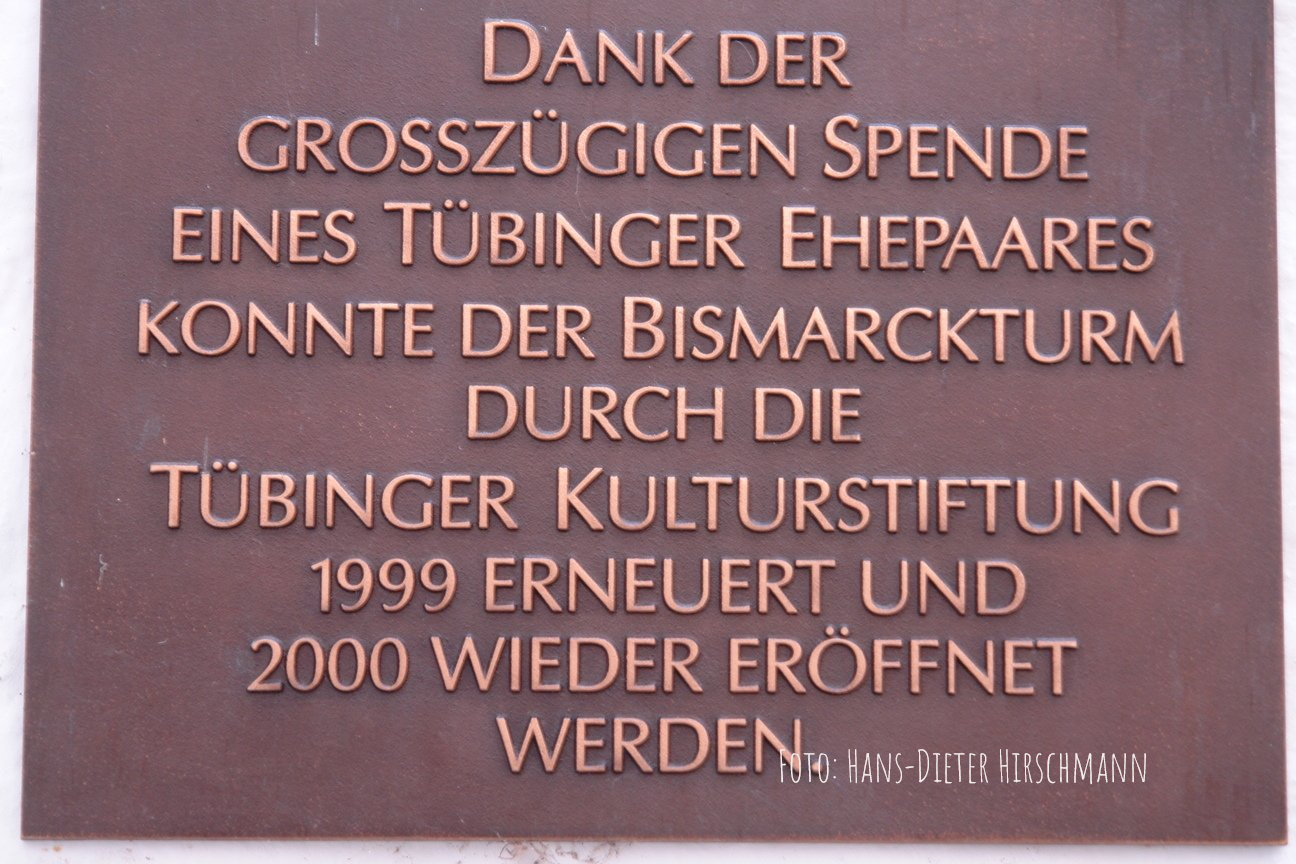 DANK DER
GROSSZÜGIGEN SPENDE
EINES TÜBINGER EHEPAARES
KONNTE DER BISMARCKTURM
DURCH DIE
TÜBINGER KULTURSTIFTUNG
1999 ERNEUERT UND
2000 WIEDER ERÖFFNET
WERDEN.
FOTO: HANS-DIETER HIRSCHMANN